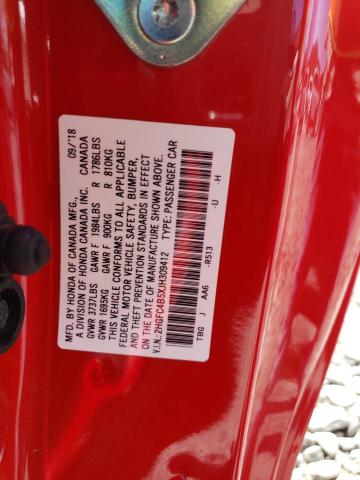 MFD. BY HONDA OF CANADA MFG., 09/'18
A DIVISION OF HONDA CANADA INC. CANADA
GVWR 3737LBS GAWR F 1984LBS R 1786LBS
GVWR 1695KG GAWR F 900KG R 810KG
THIS VEHICLE CONFORMS TO ALL APPLICABLE
FEDERAL MOTOR VEHICLE SAFETY, BUMPER,
AND THEFT PREVENTION STANDARDS IN EFFECT
ON THE DATE OF MANUFACTURE SHOWN ABOVE.
V.I.N.: 2HGFC4B5XJH309412 TYPE: PASSENGER CAR
TBG J AA6 -R513 -U -H